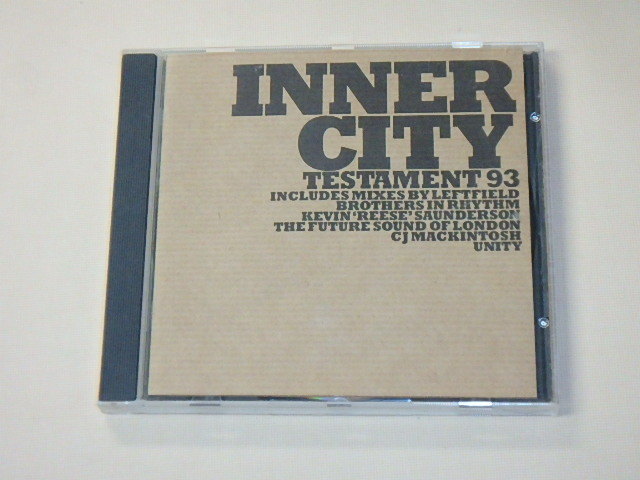 INNER
CITY
TESTAMENT 93
INCLUDES MIXES BY LEFTFIELD
BROTHERS IN RHYTHM
KEVIN 'REESE' SAUNDERSON
THE FUTURE SOUND OF LONDON
CJ MACKINTOSH
UNITY